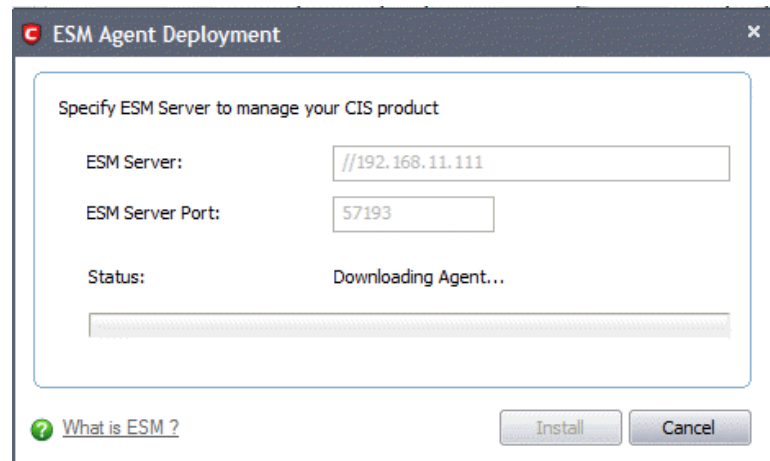 ESM Agent Deployment
Specify ESM Server to manage your CIS product
ESM Server: //192.168.11.111
ESM Server Port: 57193
Status: Downloading Agent...
What is ESM ?
Install Cancel